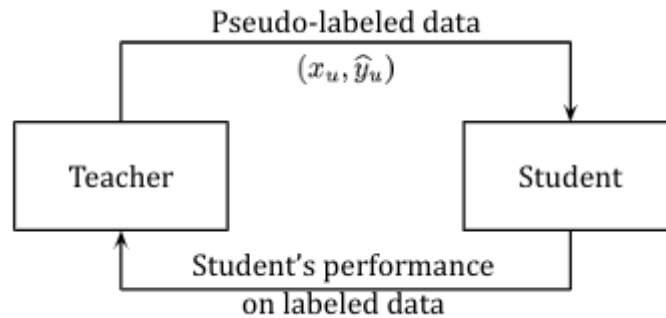 Pseudo-labeled data
(x_u, ŷ_u)
Teacher
Student
Student's performance
on labeled data